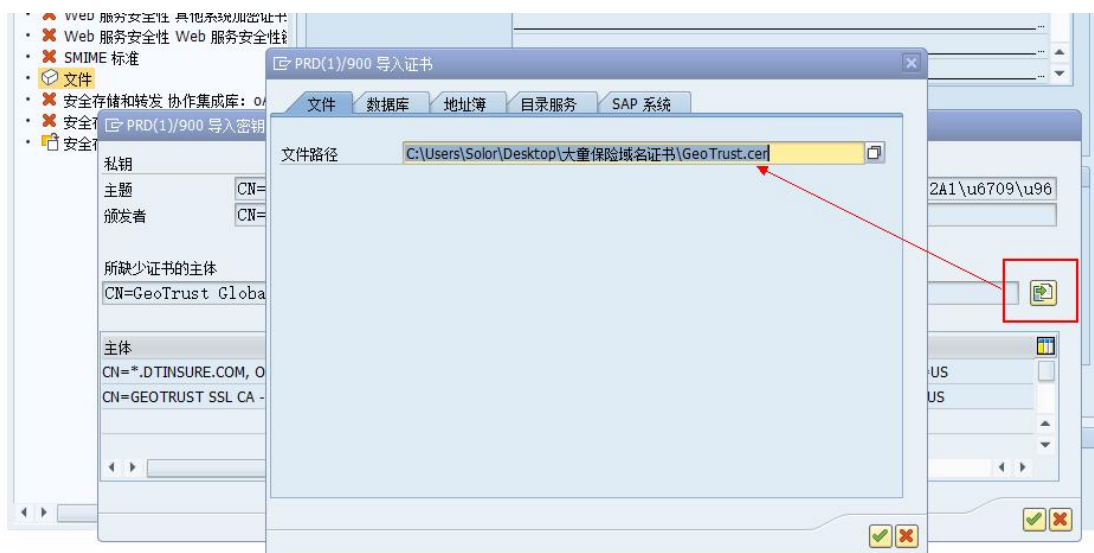 Web 服务安全性 其他系统加密证书
Web 服务安全性 Web 服务安全性
SMIME 标准
文件
安全存储和转发 协作集成库：
安全
安全
PRD(1)/900 导入密钥
私钥
主题 CN= 2A1\u6709\u96
颁发者 CN=
所缺少证书的主体
CN=GeoTrust Globa
主体
CN=*.DTINSURE.COM, O =US
CN=GEOTRUST SSL CA - US
PRD(1)/900 导入证书
文件 数据库 地址簿 目录服务 SAP 系统
文件路径 C:\Users\Solor\Desktop\大童保险域名证书\GeoTrust.cer